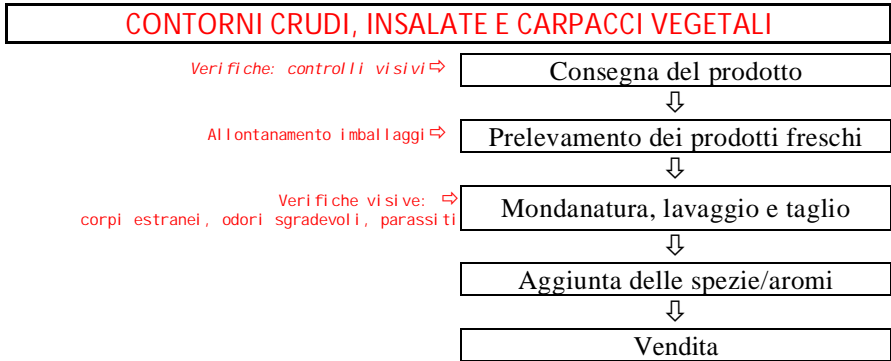 CONTORNI CRUDI, INSALATE E CARPACCI VEGETALI
Verifiche: controlli visivi⇨ Consegna del prodotto
⇩
Allontanamento imballaggi⇨ Prelevamento dei prodotti freschi
⇩
Verifiche visive: ⇨
corpi estranei, odori sgradevoli, parassiti
Mondanatura, lavaggio e taglio
⇩
Aggiunta delle spezie/aromi
⇩
Vendita